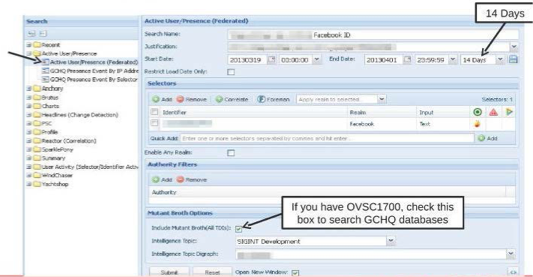 14 Days
Search
Active User/Presence (Federated)
Search Name: Facebook ID
Justification:
Start Date: 20130319 00:00:00 End Date: 20130401 23:59:59 14 Days
Restrict Load Date Only:
Recent
Active User/Presence
Active User/Presence (Federated)
GCHQ Presence Event By IP Addre
GCHQ Presence Event By Selector
Anchory
Brutus
Chorts
Headlines (Change Detection)
PSC
Profile
Reactor (Correlation)
SparklePony
Summary
User Activity (Selector/Identifier Activ
WindChaser
Yachtshop
Selectors
Add Remove Correlate Foreman Apply realm to selected. Selectors: 1
Identifier Realm Input
Facebook Text
Quick Add: Enter one or more selectors separated by commas and hit enter. Add
Enable Any Realm:
Authority Filters
Add Remove
Authority
Mutant Broth Options
If you have OVSC1700, check this
box to search GCHQ databases
Include Mutant Broth(All TDIs):
Intelligence Topic: SIGINT Development
Intelligence Topic Digraph:
Submit Reset Open New Window: